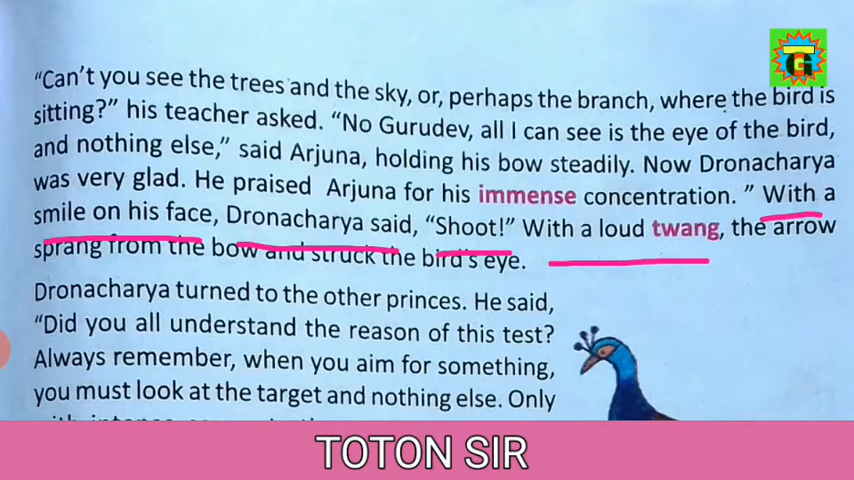 "Can't you see the trees and the sky, or, perhaps the branch, where the bird is
sitting?" his teacher asked. "No Gurudev, all I can see is the eye of the bird,
and nothing else," said Arjuna, holding his bow steadily. Now Dronacharya
was very glad. He praised Arjuna for his immense concentration. " With a
smile on his face, Dronacharya said, "Shoot!" With a loud twang, the arrow
sprang from the bow and struck the bird's eye.
Dronacharya turned to the other princes. He said,
"Did you all understand the reason of this test?
Always remember, when you aim for something,
you must look at the target and nothing else. Only
TOTON SIR